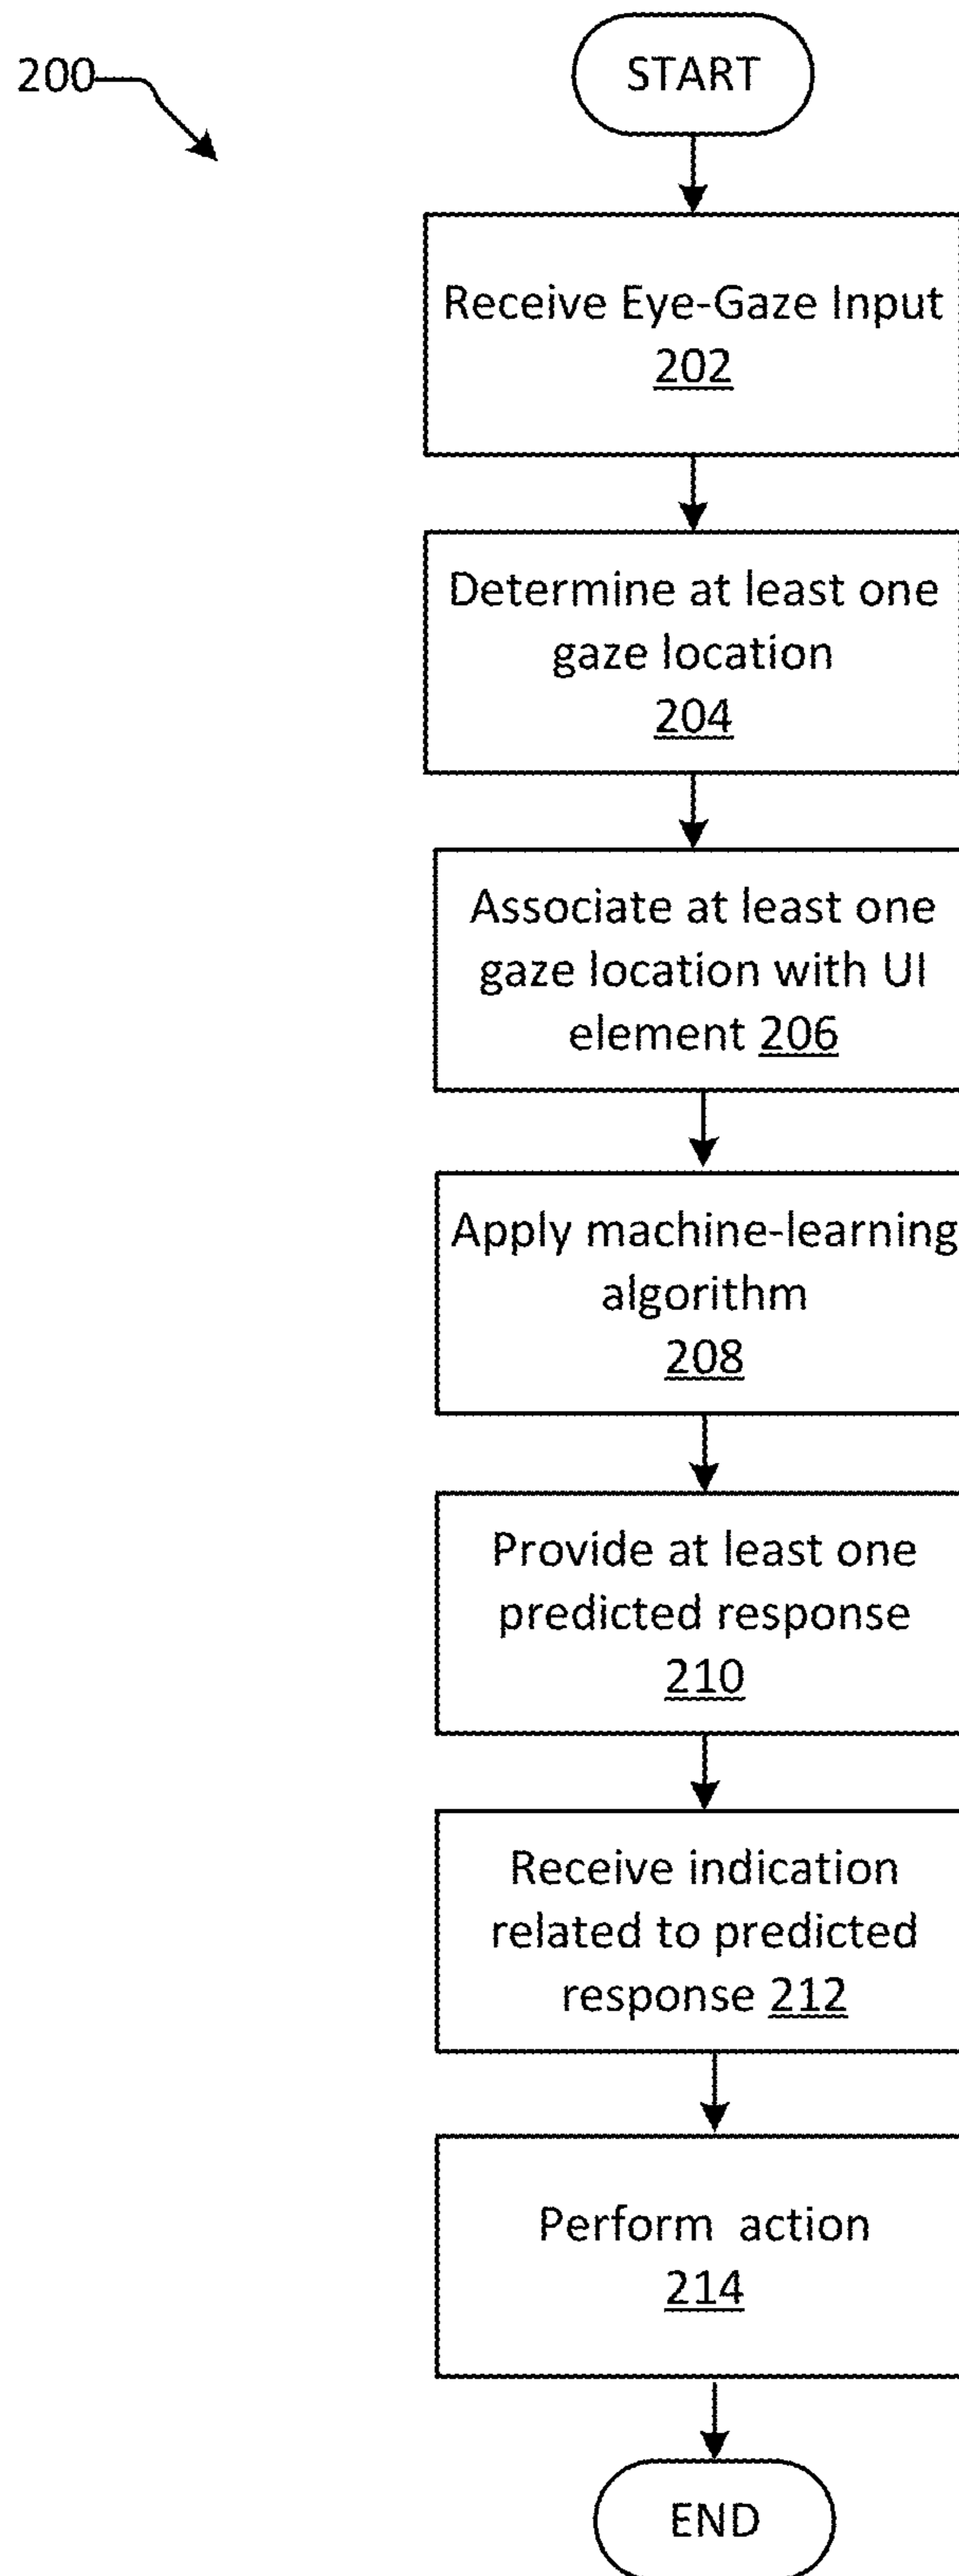 200
START
Receive Eye-Gaze Input
202
Determine at least one
gaze location
204
Associate at least one
gaze location with UI
element 206
Apply machine-learning
algorithm
208
Provide at least one
predicted response
210
Receive indication
related to predicted
response 212
Perform action
214
END